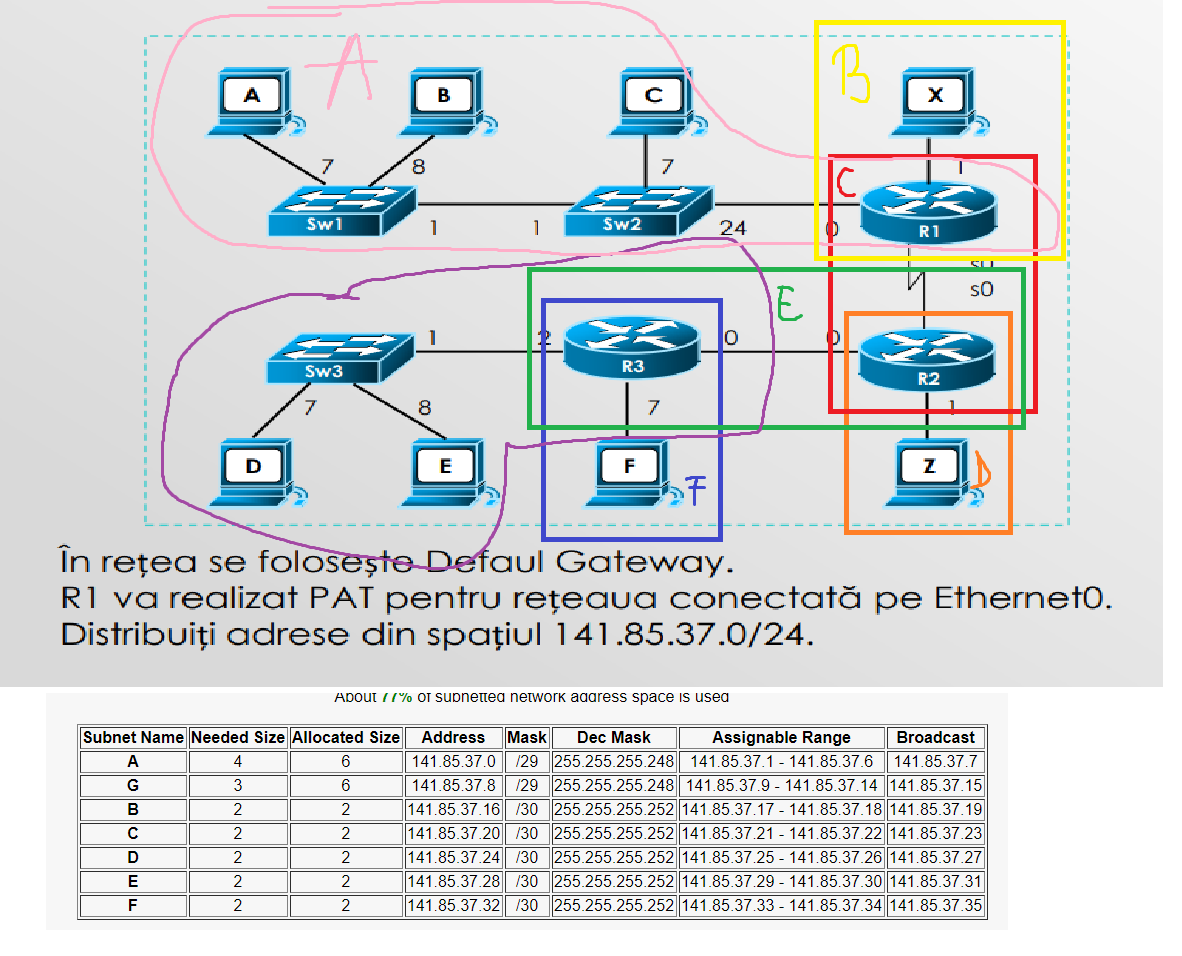 A
B
A
B
C
X
7
8
7
1
C
Sw1
1
1
Sw2
24
0
R1
s0
s0
E
1
2
0
0
Sw3
R3
R2
7
8
7
1
D
E
F
Z
F
D
În rețea se folosește Defaul Gateway.
R1 va realizat PAT pentru rețeaua conectată pe Ethernet0.
Distribuiți adrese din spațiul 141.85.37.0/24.
About 77% of subnetted network address space is used
Subnet Name Needed Size Allocated Size Address Mask Dec Mask Assignable Range Broadcast
A 4 6 141.85.37.0 /29 255.255.255.248 141.85.37.1 - 141.85.37.6 141.85.37.7
G 3 6 141.85.37.8 /29 255.255.255.248 141.85.37.9 - 141.85.37.14 141.85.37.15
B 2 2 141.85.37.16 /30 255.255.255.252 141.85.37.17 - 141.85.37.18 141.85.37.19
C 2 2 141.85.37.20 /30 255.255.255.252 141.85.37.21 - 141.85.37.22 141.85.37.23
D 2 2 141.85.37.24 /30 255.255.255.252 141.85.37.25 - 141.85.37.26 141.85.37.27
E 2 2 141.85.37.28 /30 255.255.255.252 141.85.37.29 - 141.85.37.30 141.85.37.31
F 2 2 141.85.37.32 /30 255.255.255.252 141.85.37.33 - 141.85.37.34 141.85.37.35